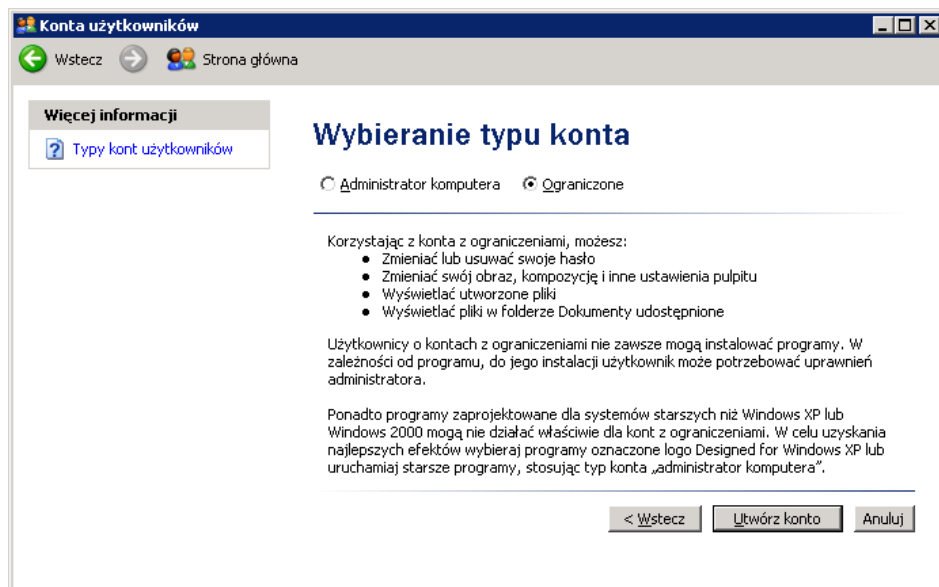 Konta użytkowników
Wstecz
Strona główna
Więcej informacji
Typy kont użytkowników
Wybieranie typu konta
Administrator komputera
Ograniczone
Korzystając z konta z ograniczeniami, możesz:
● Zmieniać lub usuwać swoje hasło
● Zmieniać swój obraz, kompozycję i inne ustawienia pulpitu
● Wyświetlać utworzone pliki
● Wyświetlać pliki w folderze Dokumenty udostępnione
Użytkownicy o kontach z ograniczeniami nie zawsze mogą instalować programy. W
zależności od programu, do jego instalacji użytkownik może potrzebować uprawnień
administratora.
Ponadto programy zaprojektowane dla systemów starszych niż Windows XP lub
Windows 2000 mogą nie działać właściwie dla kont z ograniczeniami. W celu uzyskania
najlepszych efektów wybieraj programy oznaczone logo Designed for Windows XP lub
uruchamiaj starsze programy, stosując typ konta „administrator komputera”.
< Wstecz
Utwórz konto
Anuluj